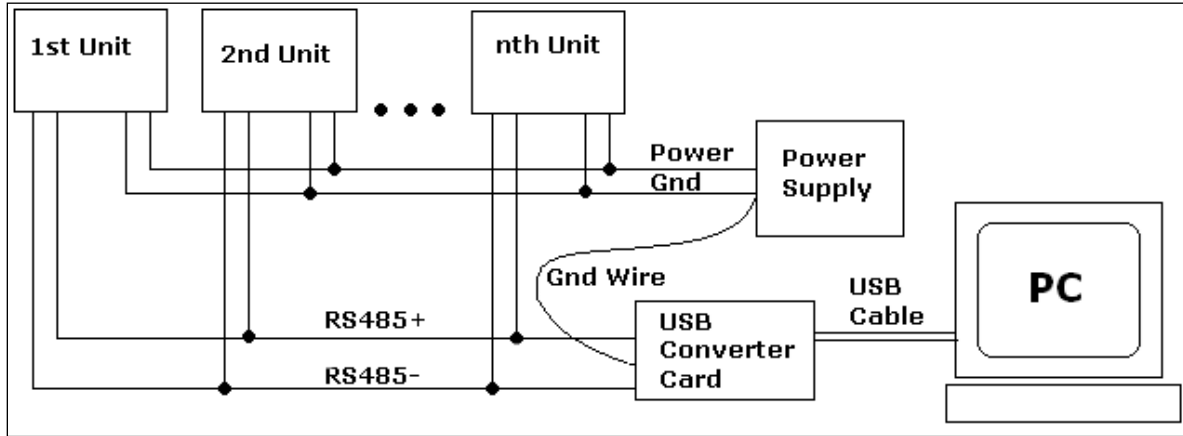 1st Unit
2nd Unit
nth Unit
Power
Gnd
Power
Supply
Gnd Wire
USB
Cable
PC
RS485+
RS485-
USB
Converter
Card